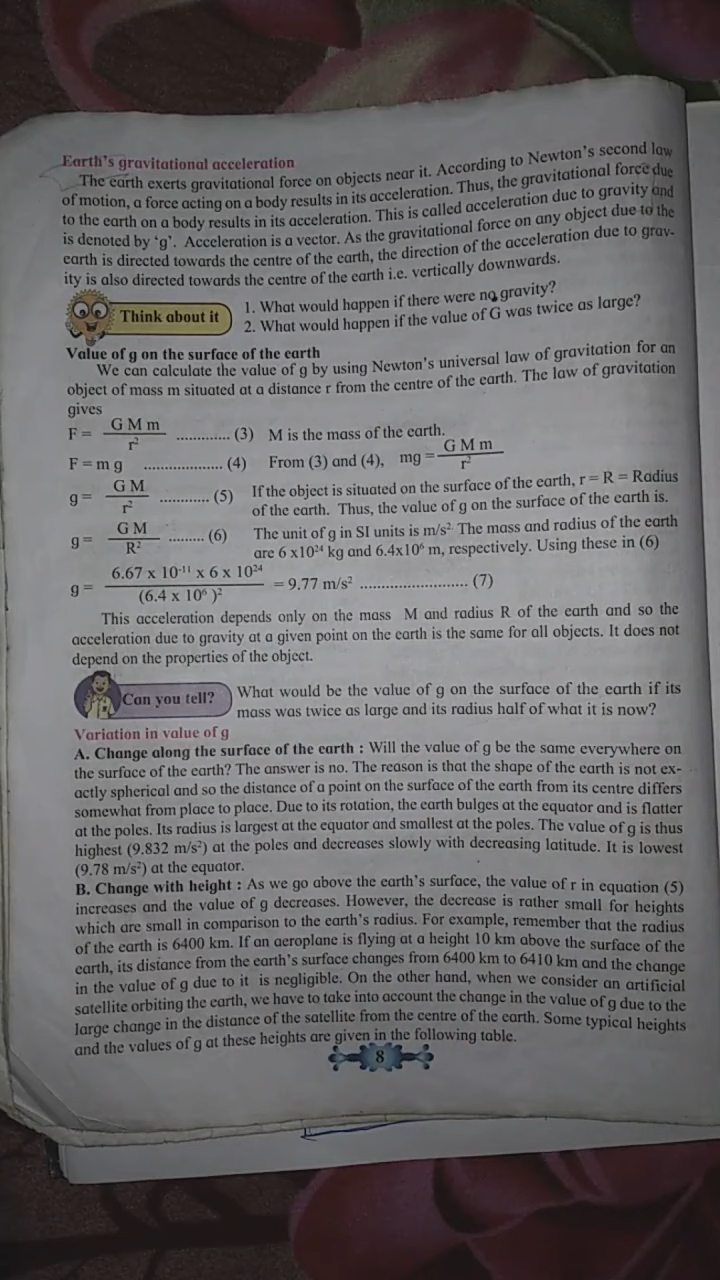 Earth's gravitational acceleration
The earth exerts gravitational force on objects near it. According to Newton's second law
of motion, a force acting on a body results in its acceleration. Thus, the gravitational force due
to the earth on a body results in its acceleration. This is called acceleration due to gravity and
is denoted by 'g'. Acceleration is a vector. As the gravitational force on any object due to the
earth is directed towards the centre of the earth, the direction of the acceleration due to grav-
ity is also directed towards the centre of the earth i.e. vertically downwards.
Think about it
1. What would happen if there were no gravity?
2. What would happen if the value of G was twice as large?
Value of g on the surface of the earth
We can calculate the value of g by using Newton's universal law of gravitation for an
object of mass m situated at a distance r from the centre of the earth. The law of gravitation
gives
F = G M m / r² ............. (3) M is the mass of the earth.
F = m g .................... (4) From (3) and (4), mg = G M m / r²
g = G M / r² ............ (5) If the object is situated on the surface of the earth, r = R = Radius
of the earth. Thus, the value of g on the surface of the earth is.
g = G M / R² ......... (6) The unit of g in SI units is m/s² The mass and radius of the earth
are 6 x10²⁴ kg and 6.4x10⁶ m, respectively. Using these in (6)
g = 6.67 x 10⁻¹¹ x 6 x 10²⁴ / (6.4 x 10⁶ )² = 9.77 m/s² .......................... (7)
This acceleration depends only on the mass M and radius R of the earth and so the
acceleration due to gravity at a given point on the earth is the same for all objects. It does not
depend on the properties of the object.
Can you tell?
What would be the value of g on the surface of the earth if its
mass was twice as large and its radius half of what it is now?
Variation in value of g
A. Change along the surface of the earth : Will the value of g be the same everywhere on
the surface of the earth? The answer is no. The reason is that the shape of the earth is not ex-
actly spherical and so the distance of a point on the surface of the earth from its centre differs
somewhat from place to place. Due to its rotation, the earth bulges at the equator and is flatter
at the poles. Its radius is largest at the equator and smallest at the poles. The value of g is thus
highest (9.832 m/s²) at the poles and decreases slowly with decreasing latitude. It is lowest
(9.78 m/s²) at the equator.
B. Change with height : As we go above the earth's surface, the value of r in equation (5)
increases and the value of g decreases. However, the decrease is rather small for heights
which are small in comparison to the earth's radius. For example, remember that the radius
of the earth is 6400 km. If an aeroplane is flying at a height 10 km above the surface of the
earth, its distance from the earth's surface changes from 6400 km to 6410 km and the change
in the value of g due to it is negligible. On the other hand, when we consider an artificial
satellite orbiting the earth, we have to take into account the change in the value of g due to the
large change in the distance of the satellite from the centre of the earth. Some typical heights
and the values of g at these heights are given in the following table.
8